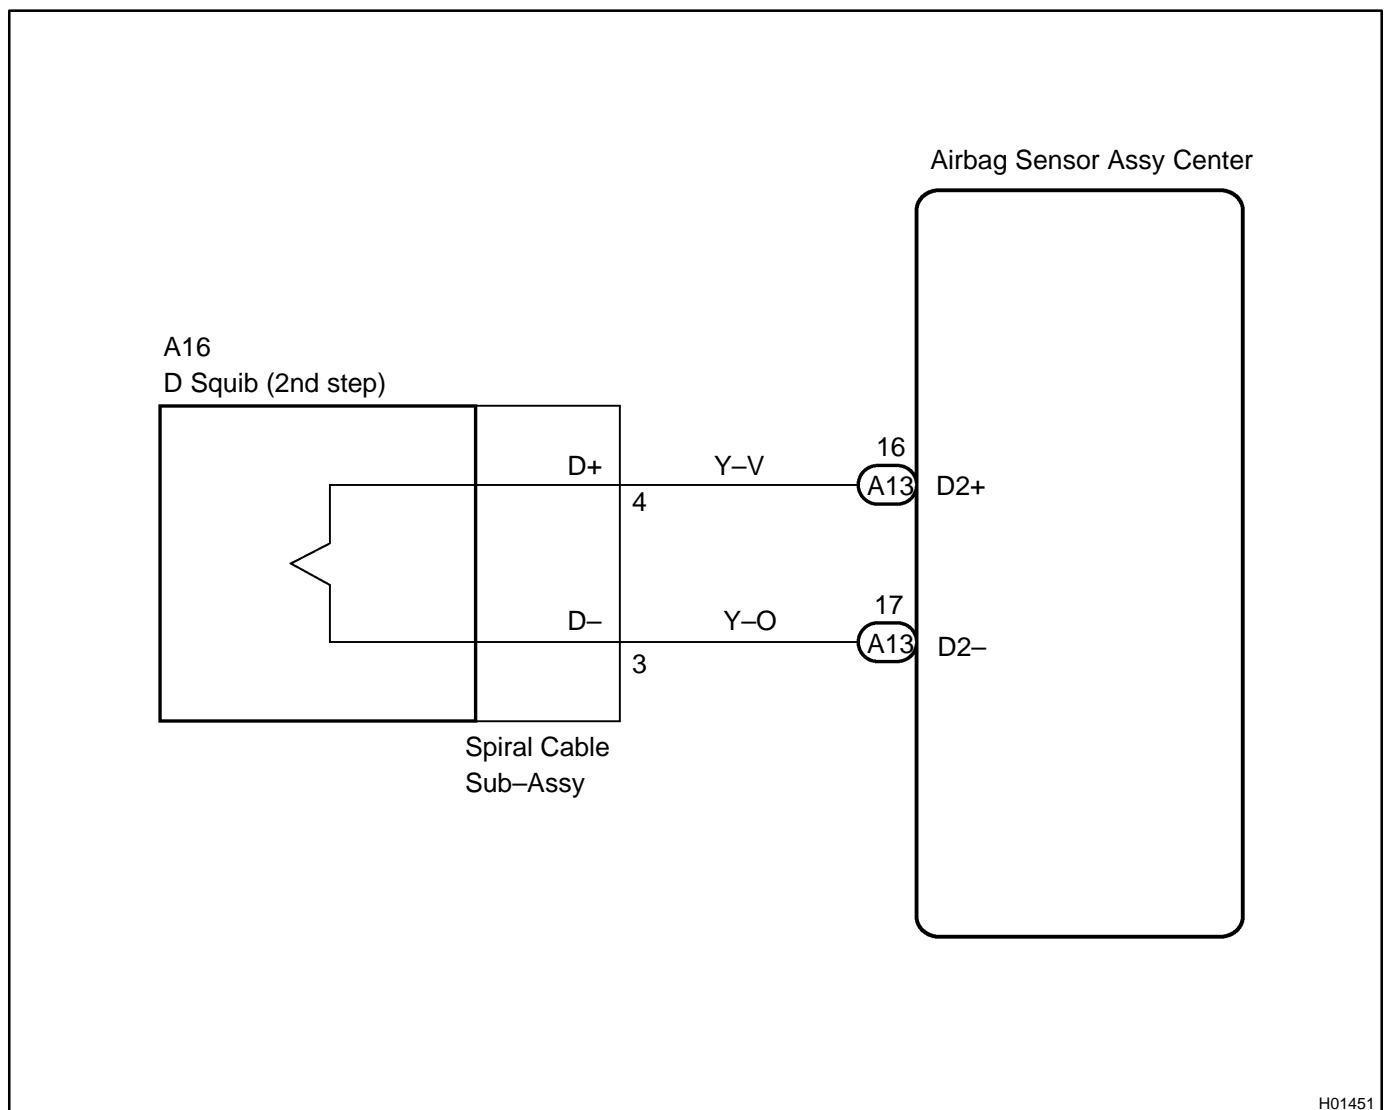 Airbag Sensor Assy Center
A16
D Squib (2nd step)
D+
4
Y–V
16
A13
D2+
D–
3
Y–O
17
A13
D2–
Spiral Cable
Sub–Assy
H01451